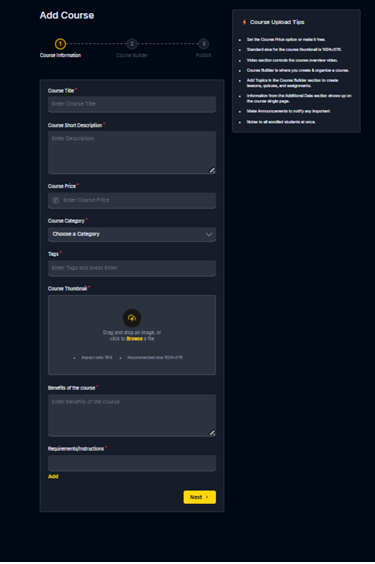 Add Course
1
2
3
Course Information
Course Builder
Publish
Course Title *
Enter Course Title
Course Short Description *
Enter Description
Course Price *
Enter Course Price
Course Category *
Choose a Category
Tags *
Enter Tags and press Enter
Course Thumbnail *
Drag and drop an image, or
click to Browse a file
Aspect ratio 16:9
Recommended size 1024x576
Benefits of the course *
Enter benefits of the course
Requirements/Instructions *
Add
Next
Course Upload Tips
Set the Course Price option or make it free.
Standard size for the course thumbnail is 1024x576.
Video section controls the course overview video.
Course Builder is where you create & organize a course.
Add Topics in the Course Builder section to create
lessons, quizzes, and assignments.
Information from the Additional Data section shows up on
the course single page.
Make Announcements to notify any important
Notes to all enrolled students at once.